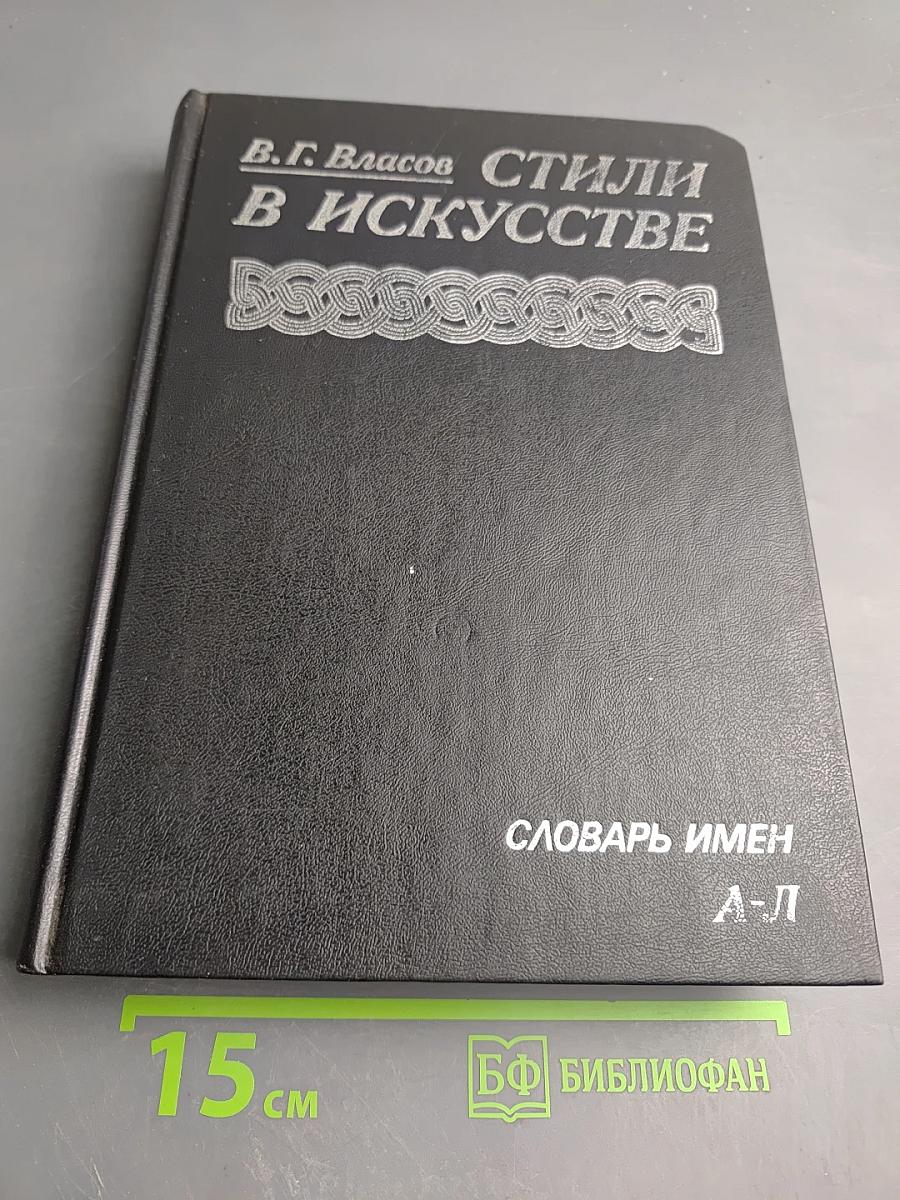 В. Г. Власов СТИЛИ
В ИСКУССТВЕ
СЛОВАРЬ ИМЕН
А-Л
15 см
БФ БИБЛИОФАН